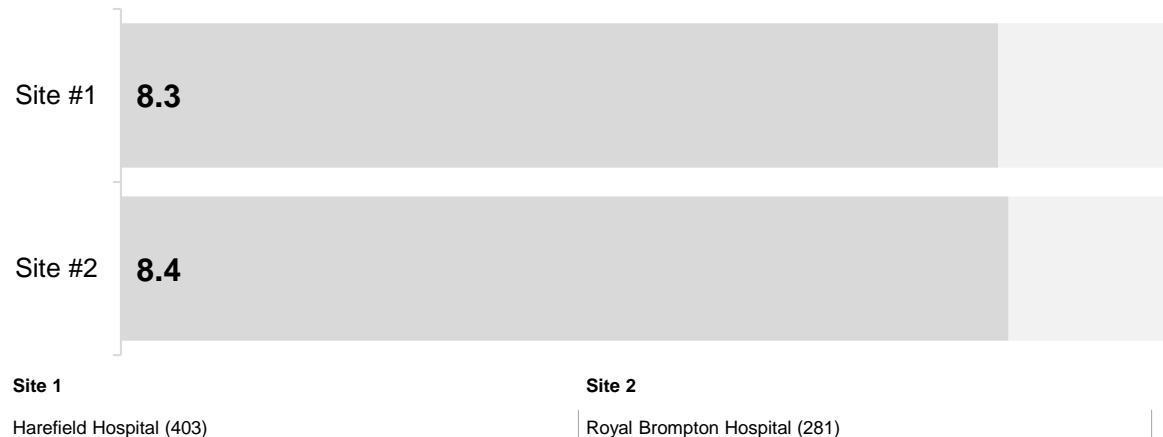 Site #1
8.3
Site #2
8.4
Site 1
Site 2
Harefield Hospital (403)
Royal Brompton Hospital (281)